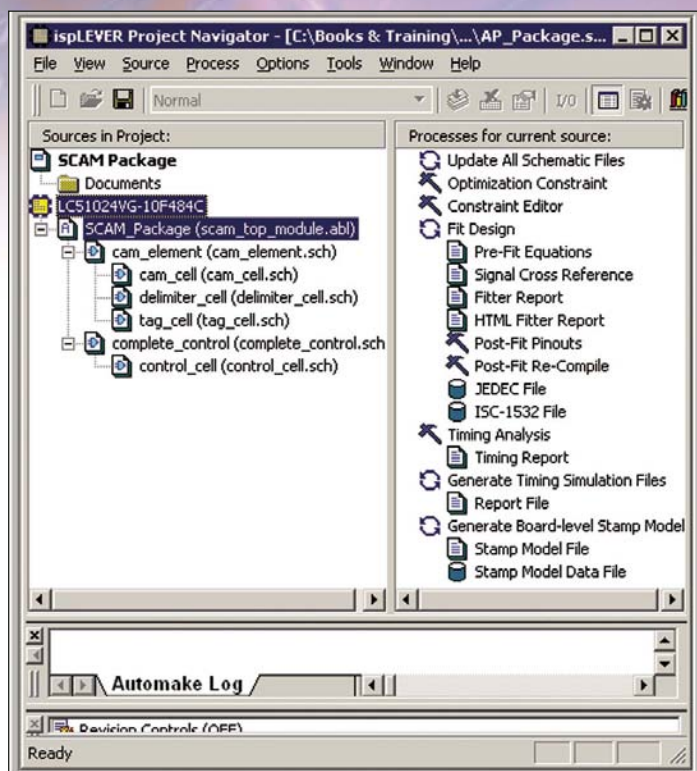 ispLEVER Project Navigator - [C:\Books & Training\...\AP_Package.s...
File View Source Process Options Tools Window Help
Normal
I/O
Sources in Project:
SCAM Package
Documents
LC51024VG-10F484C
SCAM_Package (scam_top_module.abl)
cam_element (cam_element.sch)
cam_cell (cam_cell.sch)
delimiter_cell (delimiter_cell.sch)
tag_cell (tag_cell.sch)
complete_control (complete_control.sch
control_cell (control_cell.sch)
Processes for current source:
Update All Schematic Files
Optimization Constraint
Constraint Editor
Fit Design
Pre-Fit Equations
Signal Cross Reference
Fitter Report
HTML Fitter Report
Post-Fit Pinouts
Post-Fit Re-Compile
JEDEC File
ISC-1532 File
Timing Analysis
Timing Report
Generate Timing Simulation Files
Report File
Generate Board-level Stamp Model
Stamp Model File
Stamp Model Data File
Automake Log
Revision Controls (OFF)
Ready